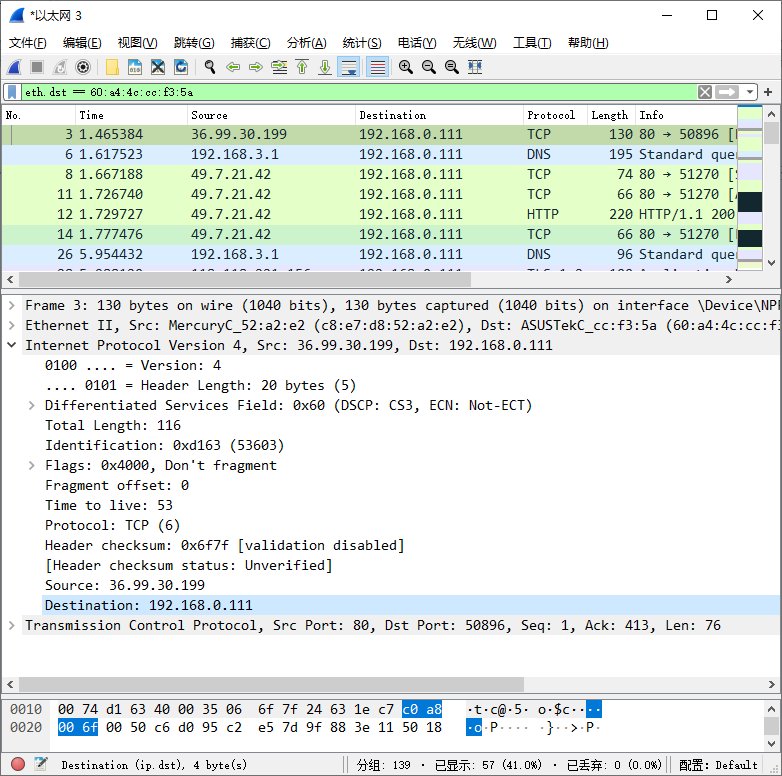 *以太网 3
文件(F) 编辑(E) 视图(V) 跳转(G) 捕获(C) 分析(A) 统计(S) 电话(Y) 无线(W) 工具(T) 帮助(H)
eth.dst == 60:a4:4c:cc:f3:5a
No. Time Source Destination Protocol Length Info
3 1.465384 36.99.30.199 192.168.0.111 TCP 130 80 → 50896 [
6 1.617523 192.168.3.1 192.168.0.111 DNS 195 Standard que
8 1.667188 49.7.21.42 192.168.0.111 TCP 74 80 → 51270 [S
11 1.726740 49.7.21.42 192.168.0.111 TCP 66 80 → 51270 [A
12 1.729727 49.7.21.42 192.168.0.111 HTTP 220 HTTP/1.1 200
14 1.777476 49.7.21.42 192.168.0.111 TCP 66 80 → 51270 [
26 5.954432 192.168.3.1 192.168.0.111 DNS 96 Standard que
Frame 3: 130 bytes on wire (1040 bits), 130 bytes captured (1040 bits) on interface \Device\NPF
Ethernet II, Src: MercuryC_52:a2:e2 (c8:e7:d8:52:a2:e2), Dst: ASUSTekC_cc:f3:5a (60:a4:4c:cc:f3
Internet Protocol Version 4, Src: 36.99.30.199, Dst: 192.168.0.111
0100 .... = Version: 4
.... 0101 = Header Length: 20 bytes (5)
Differentiated Services Field: 0x60 (DSCP: CS3, ECN: Not-ECT)
Total Length: 116
Identification: 0xd163 (53603)
Flags: 0x4000, Don't fragment
Fragment offset: 0
Time to live: 53
Protocol: TCP (6)
Header checksum: 0x6f7f [validation disabled]
[Header checksum status: Unverified]
Source: 36.99.30.199
Destination: 192.168.0.111
Transmission Control Protocol, Src Port: 80, Dst Port: 50896, Seq: 1, Ack: 413, Len: 76
0010 00 74 d1 63 40 00 35 06 6f 7f 24 63 1e c7 c0 a8 ·t·c@·5· o·$c····
0020 00 6f 00 50 c6 d0 95 c2 e5 7d 9f 88 3e 11 50 18 ·o·P···· ·}··>·P·
Destination (ip.dst), 4 byte(s) 分组: 139 · 已显示: 57 (41.0%) · 已丢弃: 0 (0.0%) 配置: Default